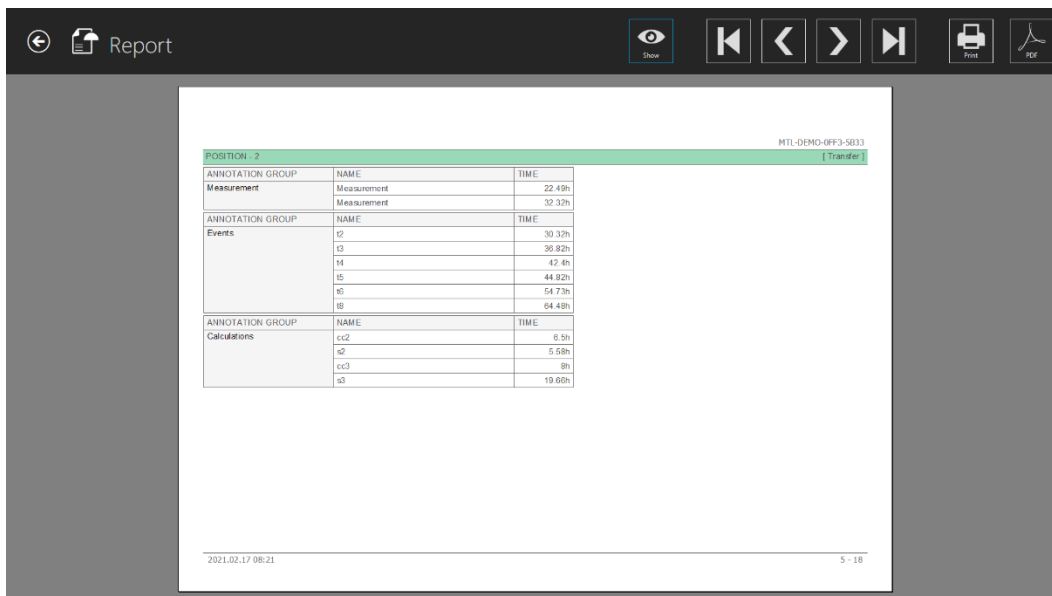 Report
Show
Print
PDF
MTL-DEMO-0FF3-5B33
POSITION - 2 [ Transfer ]
ANNOTATION GROUP NAME TIME
Measurement Measurement 22.49h
Measurement 32.32h
ANNOTATION GROUP NAME TIME
Events t2 30.32h
t3 36.82h
t4 42.4h
t5 44.82h
t6 54.73h
t8 64.48h
ANNOTATION GROUP NAME TIME
Calculations cc2 6.5h
s2 5.58h
cc3 8h
s3 19.66h
2021.02.17 08:21 5 - 18